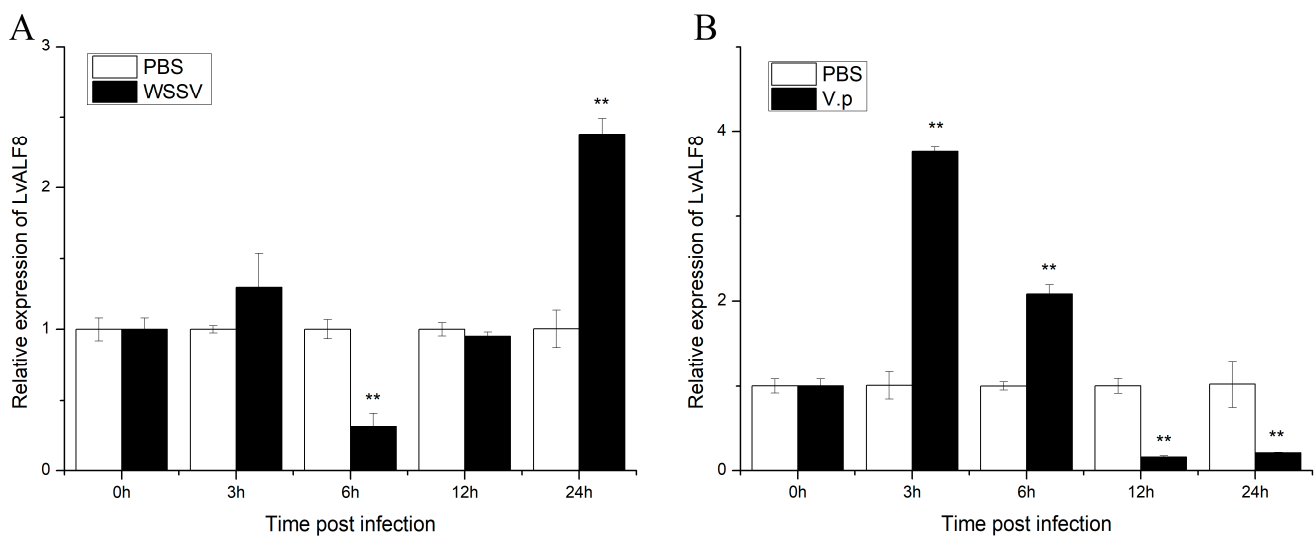 A
Relative expression of LvALF8
3
2
1
0
PBS
WSSV
**
**
0h
3h
6h
12h
24h
Time post infection
B
Relative expression of LvALF8
4
2
0
PBS
V.p
**
**
**
**
0h
3h
6h
12h
24h
Time post infection